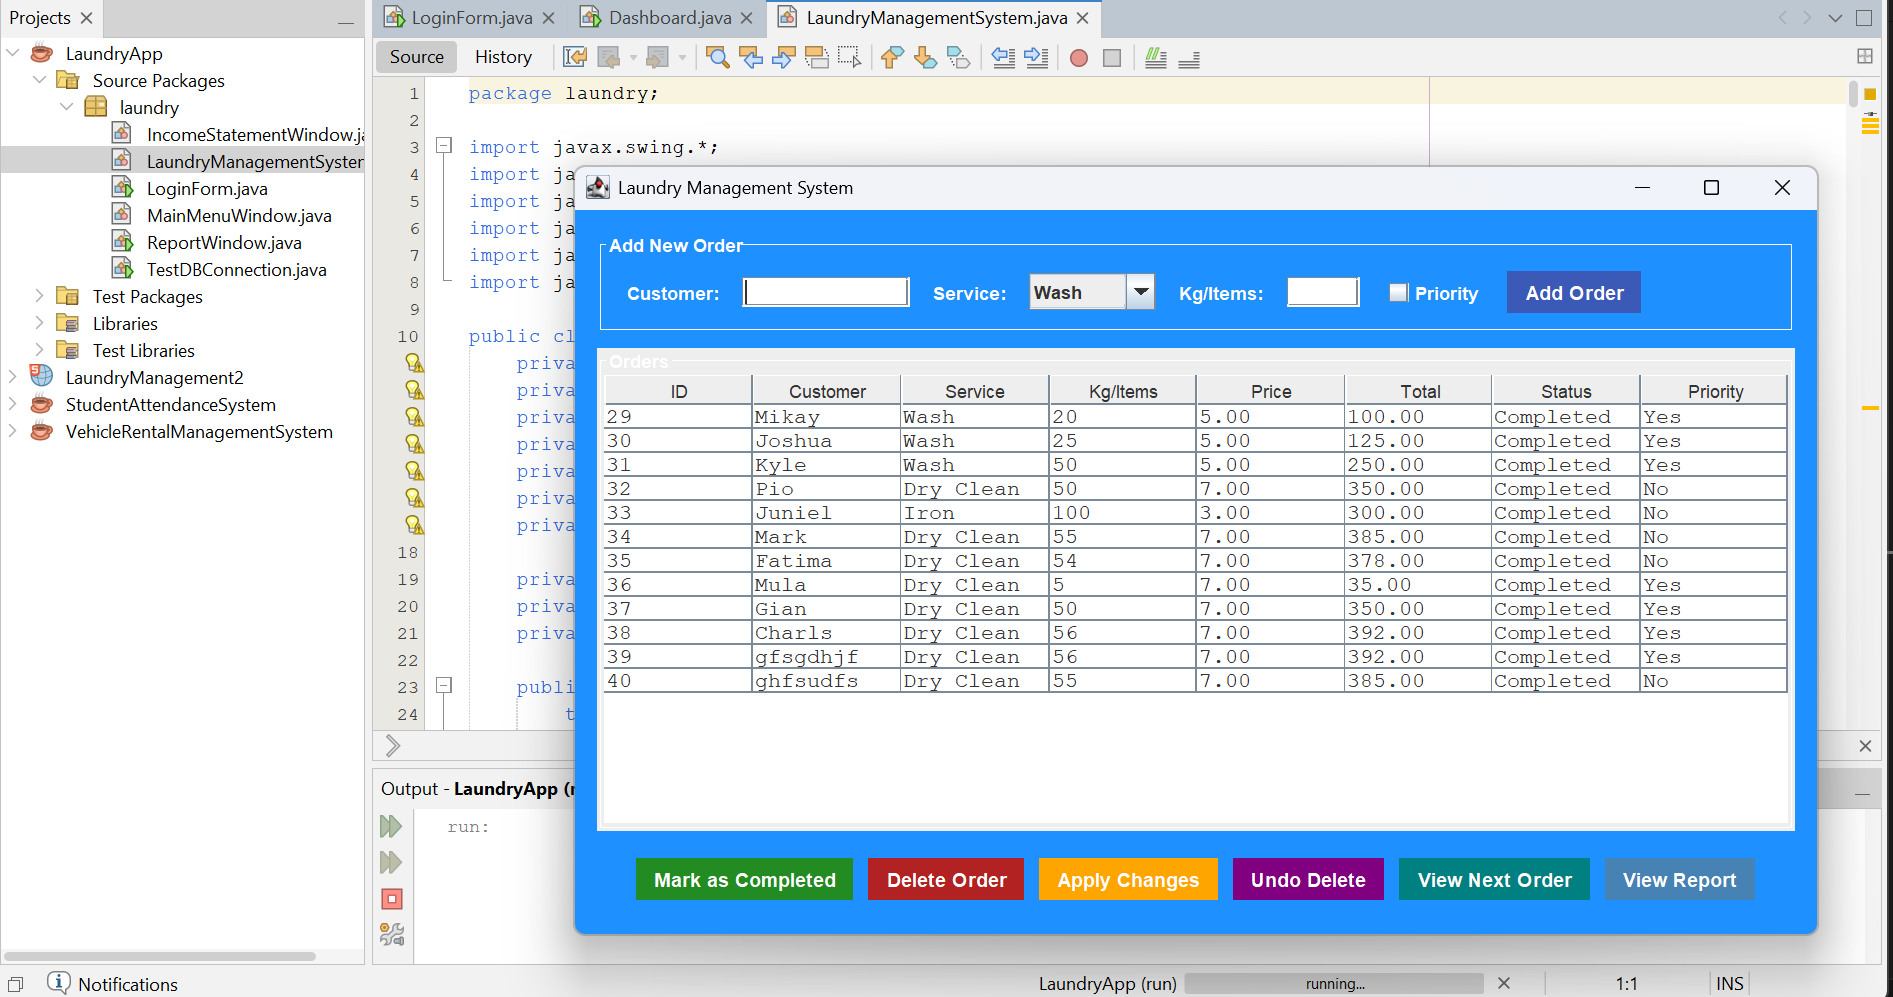 Projects
LaundryApp
Source Packages
laundry
IncomeStatementWindow.ja
LaundryManagementSyster
LoginForm.java
MainMenuWindow.java
ReportWindow.java
TestDBConnection.java
Test Packages
Libraries
Test Libraries
LaundryManagement2
StudentAttendanceSystem
VehicleRentalManagementSystem
LoginForm.java Dashboard.java LaundryManagementSystem.java
Source History
1 package laundry;
2
3 import javax.swing.*;
4 import ja
5 import ja
6 import ja
7 import ja
8 import ja
9
10 public cl
priva
priva
priva
priva
priva
priva
priva
18
19 priva
20 priva
21 priva
22
23 publi
24 t
Laundry Management System
Add New Order
Customer: Service: Wash Kg/Items: Priority Add Order
Orders
ID Customer Service Kg/Items Price Total Status Priority
29 Mikay Wash 20 5.00 100.00 Completed Yes
30 Joshua Wash 25 5.00 125.00 Completed Yes
31 Kyle Wash 50 5.00 250.00 Completed Yes
32 Pio Dry Clean 50 7.00 350.00 Completed No
33 Juniel Iron 100 3.00 300.00 Completed No
34 Mark Dry Clean 55 7.00 385.00 Completed No
35 Fatima Dry Clean 54 7.00 378.00 Completed No
36 Mula Dry Clean 5 7.00 35.00 Completed Yes
37 Gian Dry Clean 50 7.00 350.00 Completed Yes
38 Charls Dry Clean 56 7.00 392.00 Completed Yes
39 gfsgdhjf Dry Clean 56 7.00 392.00 Completed Yes
40 ghfsudfs Dry Clean 55 7.00 385.00 Completed No
Mark as Completed Delete Order Apply Changes Undo Delete View Next Order View Report
Output - LaundryApp (r
run:
Notifications
LaundryApp (run) running... 1:1 INS